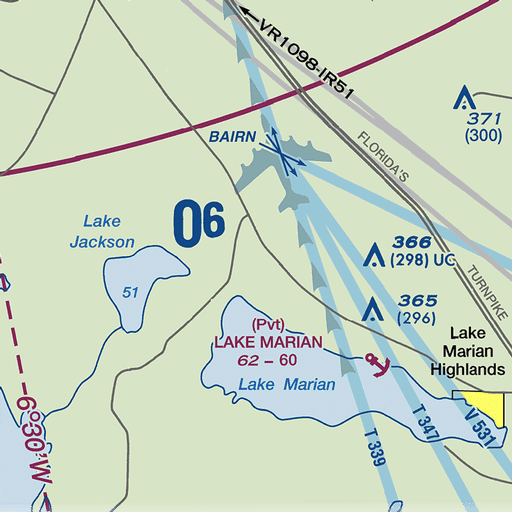 VR1098-IR51
371
(300)
FLORIDA'S
BAIRN
Lake
Jackson
06
366
(298) UC
51
TURNPIKE
365
(296)
(Pvt)
LAKE MARIAN
62 – 60
Lake Marian
Lake
Marian
Highlands
6°30'W
T 339
T 347
V 531